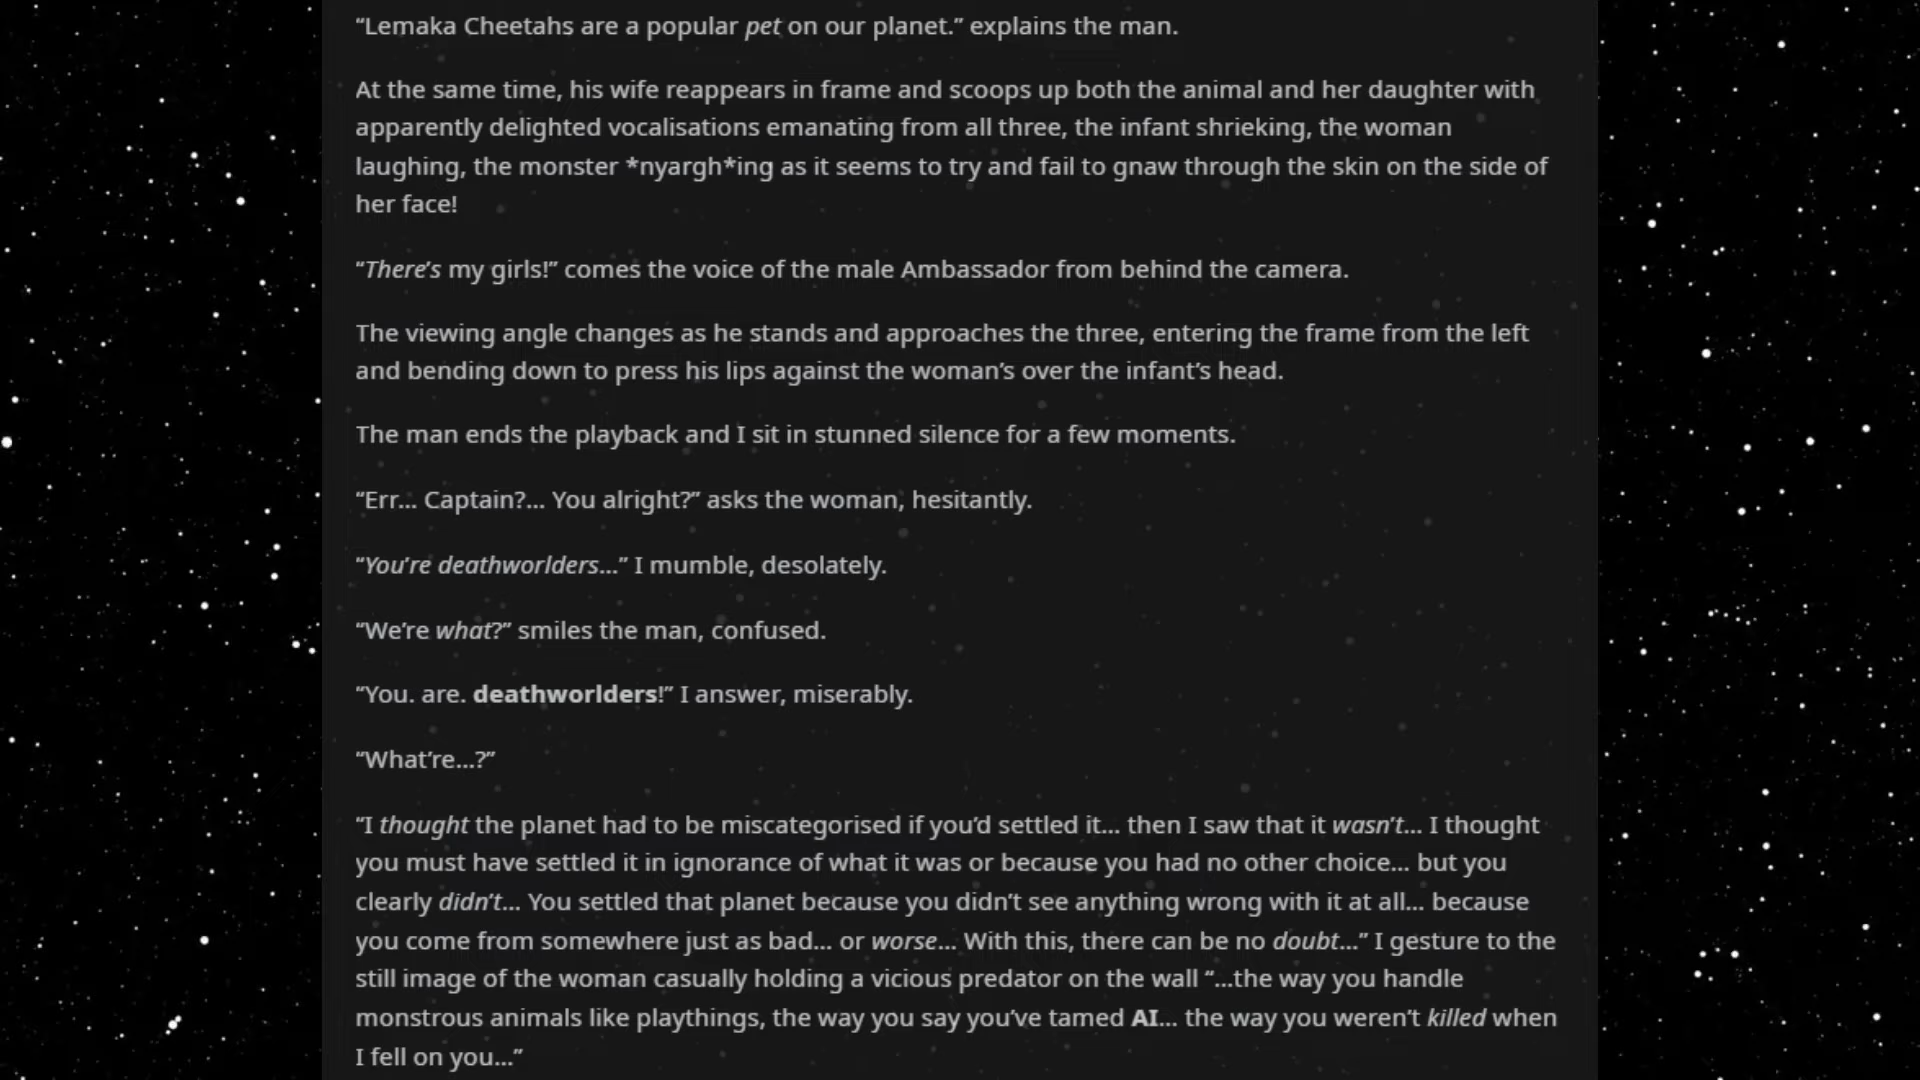 “Lemaka Cheetahs are a popular pet on our planet.” explains the man.
At the same time, his wife reappears in frame and scoops up both the animal and her daughter with
apparently delighted vocalisations emanating from all three, the infant shrieking, the woman
laughing, the monster *nyargh*ing as it seems to try and fail to gnaw through the skin on the side of
her face!
“There’s my girls!” comes the voice of the male Ambassador from behind the camera.
The viewing angle changes as he stands and approaches the three, entering the frame from the left
and bending down to press his lips against the woman’s over the infant’s head.
The man ends the playback and I sit in stunned silence for a few moments.
“Err... Captain?... You alright?” asks the woman, hesitantly.
“You’re deathworlders...” I mumble, desolately.
“We’re what?” smiles the man, confused.
“You. are. deathworlders!” I answer, miserably.
“What’re...?”
“I thought the planet had to be miscategorised if you’d settled it... then I saw that it wasn’t... I thought
you must have settled it in ignorance of what it was or because you had no other choice... but you
clearly didn’t... You settled that planet because you didn’t see anything wrong with it at all... because
you come from somewhere just as bad... or worse... With this, there can be no doubt...” I gesture to the
still image of the woman casually holding a vicious predator on the wall “...the way you handle
monstrous animals like playthings, the way you say you’ve tamed AI... the way you weren’t killed when
I fell on you...”